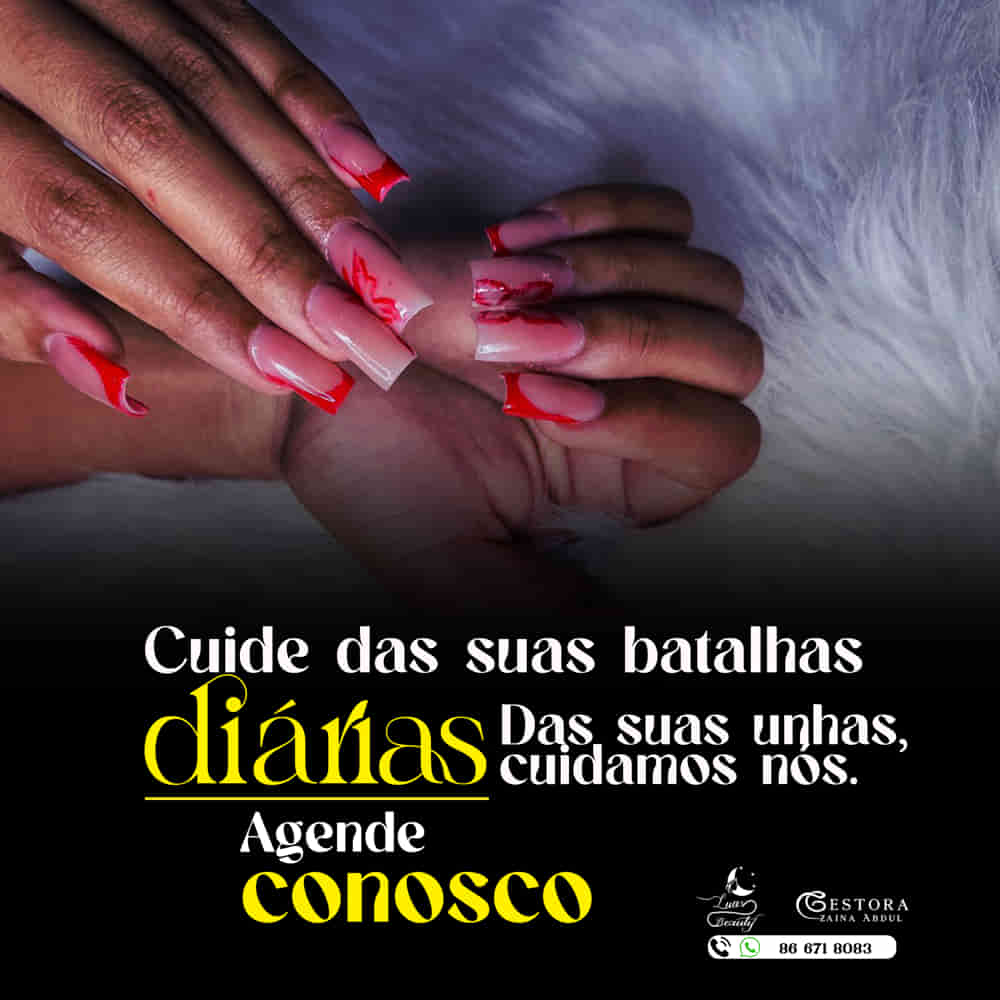 Cuide das suas batalhas
diárias
Das suas unhas,
cuidamos nós.
Agende
conosco
Luar
Beauty
GESTORA
ZAINA ABDUL
86 671 8083